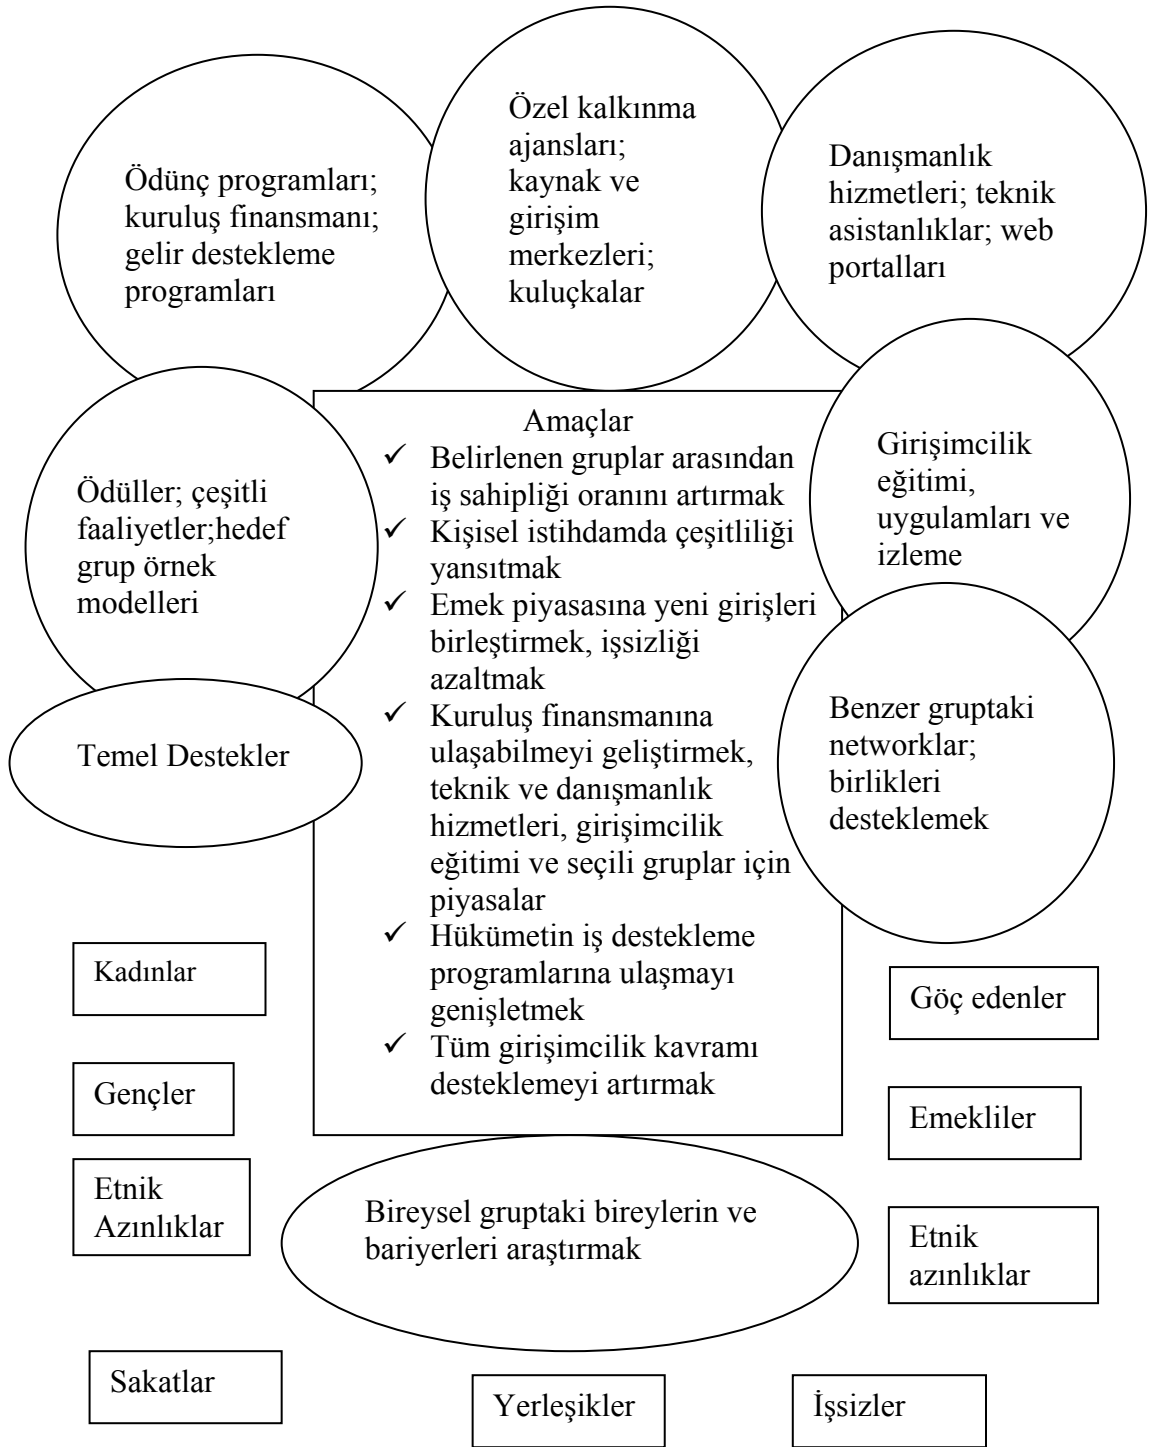 Ödünç programları;
kuruluş finansmanı;
gelir destekleme
programları
Özel kalkınma
ajansları;
kaynak ve
girişim
merkezleri;
kuluçkalar
Danışmanlık
hizmetleri; teknik
asistanlıklar; web
portalları
Ödüller; çeşitli
faaliyetler;hedef
grup örnek
modelleri
Amaçlar
✓ Belirlenen gruplar arasından
iş sahipliği oranını artırmak
✓ Kişisel istihdamda çeşitliliği
yansıtmak
✓ Emek piyasasına yeni girişleri
birleştirmek, işsizliği
azaltmak
✓ Kuruluş finansmanına
ulaşabilmeyi geliştirmek,
teknik ve danışmanlık
hizmetleri, girişimcilik
eğitimi ve seçili gruplar için
piyasalar
✓ Hükümetin iş destekleme
programlarına ulaşmayı
genişletmek
✓ Tüm girişimcilik kavramı
desteklemeyi artırmak
Girişimcilik
eğitimi,
uygulamları ve
izleme
Temel Destekler
Benzer gruptaki
networklar;
birlikleri
desteklemek
Kadınlar
Göç edenler
Gençler
Emekliler
Etnik
Azınlıklar
Bireysel gruptaki bireylerin ve
bariyerleri araştırmak
Etnik
azınlıklar
Sakatlar
Yerleşikler
İşsizler